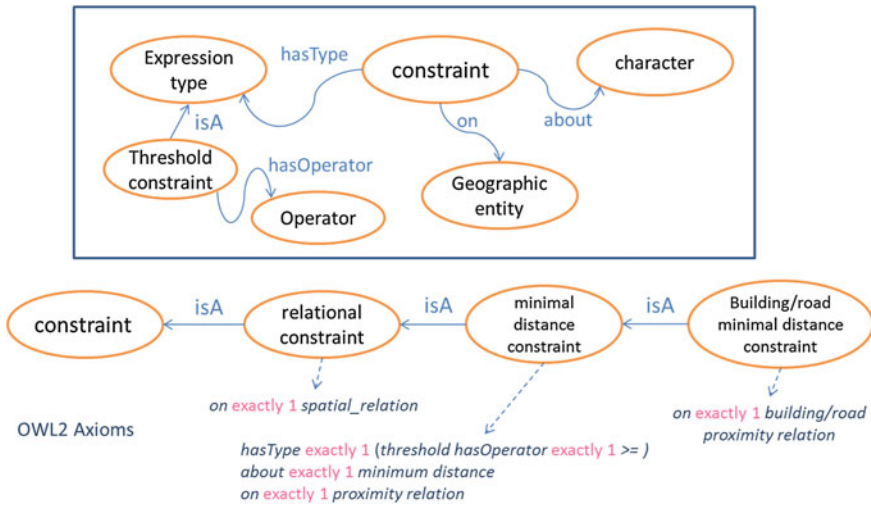 Expression
type
hasType
constraint
character
isA
on
about
Threshold
constraint
hasOperator
Geographic
entity
Operator
constraint
isA
relational
constraint
isA
minimal
distance
constraint
isA
Building/road
minimal distance
constraint
on exactly 1 spatial_relation
on exactly 1 building/road
proximity relation
OWL2 Axioms
hasType exactly 1 (threshold hasOperator exactly 1 >= )
about exactly 1 minimum distance
on exactly 1 proximity relation